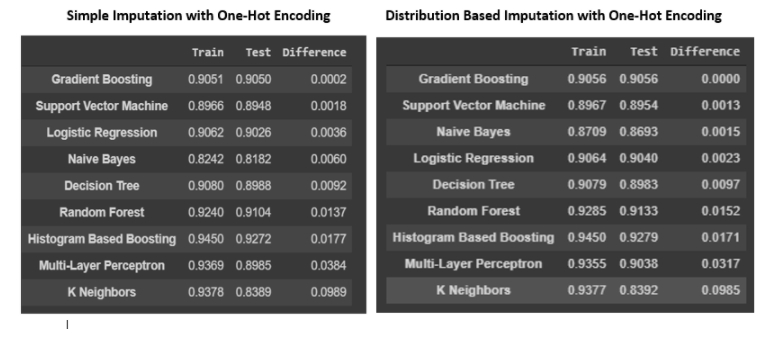 Simple Imputation with One-Hot Encoding
Train Test Difference
Gradient Boosting 0.9051 0.9050 0.0002
Support Vector Machine 0.8966 0.8948 0.0018
Logistic Regression 0.9062 0.9026 0.0036
Naive Bayes 0.8242 0.8182 0.0060
Decision Tree 0.9080 0.8988 0.0092
Random Forest 0.9240 0.9104 0.0137
Histogram Based Boosting 0.9450 0.9272 0.0177
Multi-Layer Perceptron 0.9369 0.8985 0.0384
K Neighbors 0.9378 0.8389 0.0989
Distribution Based Imputation with One-Hot Encoding
Train Test Difference
Gradient Boosting 0.9056 0.9056 0.0000
Support Vector Machine 0.8967 0.8954 0.0013
Naive Bayes 0.8709 0.8693 0.0015
Logistic Regression 0.9064 0.9040 0.0023
Decision Tree 0.9079 0.8983 0.0097
Random Forest 0.9285 0.9133 0.0152
Histogram Based Boosting 0.9450 0.9279 0.0171
Multi-Layer Perceptron 0.9355 0.9038 0.0317
K Neighbors 0.9377 0.8392 0.0985